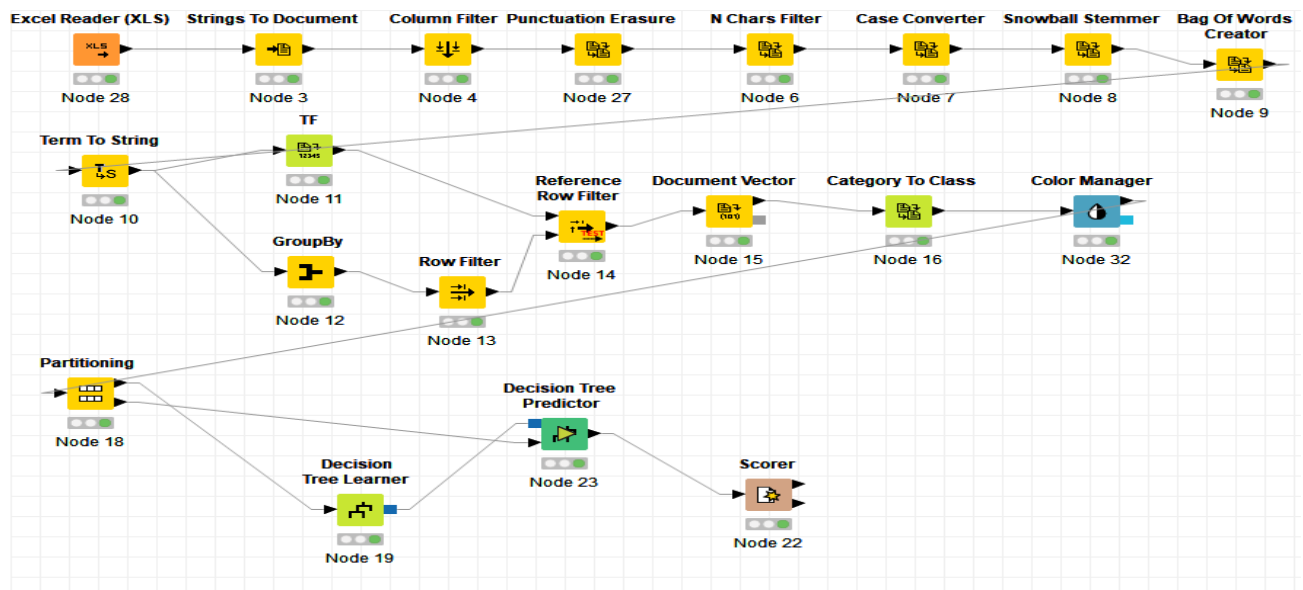 Excel Reader (XLS)
Strings To Document
Column Filter
Punctuation Erasure
N Chars Filter
Case Converter
Snowball Stemmer
Bag Of Words
Creator
XLS
Node 28
Node 3
Node 4
Node 27
Node 6
Node 7
Node 8
Node 9
Term To String
TF
S
12345
Node 10
Node 11
Reference
Row Filter
Document Vector
Category To Class
Color Manager
TEST
(101)
Node 14
Node 15
Node 16
Node 32
GroupBy
Row Filter
Node 12
Node 13
Partitioning
Node 18
Decision Tree
Predictor
Node 23
Decision
Tree Learner
Node 19
Scorer
Node 22